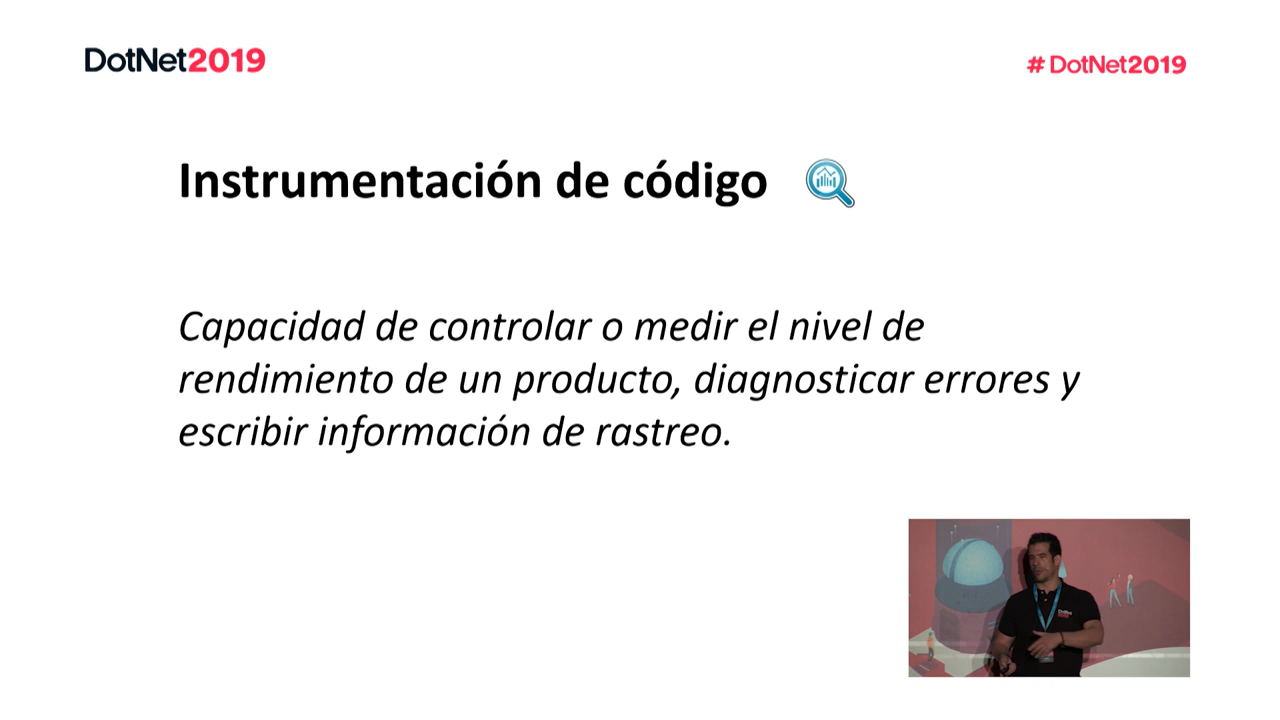 DotNet2019
# DotNet2019
Instrumentación de código
Capacidad de controlar o medir el nivel de
rendimiento de un producto, diagnosticar errores y
escribir información de rastreo.
DotNet